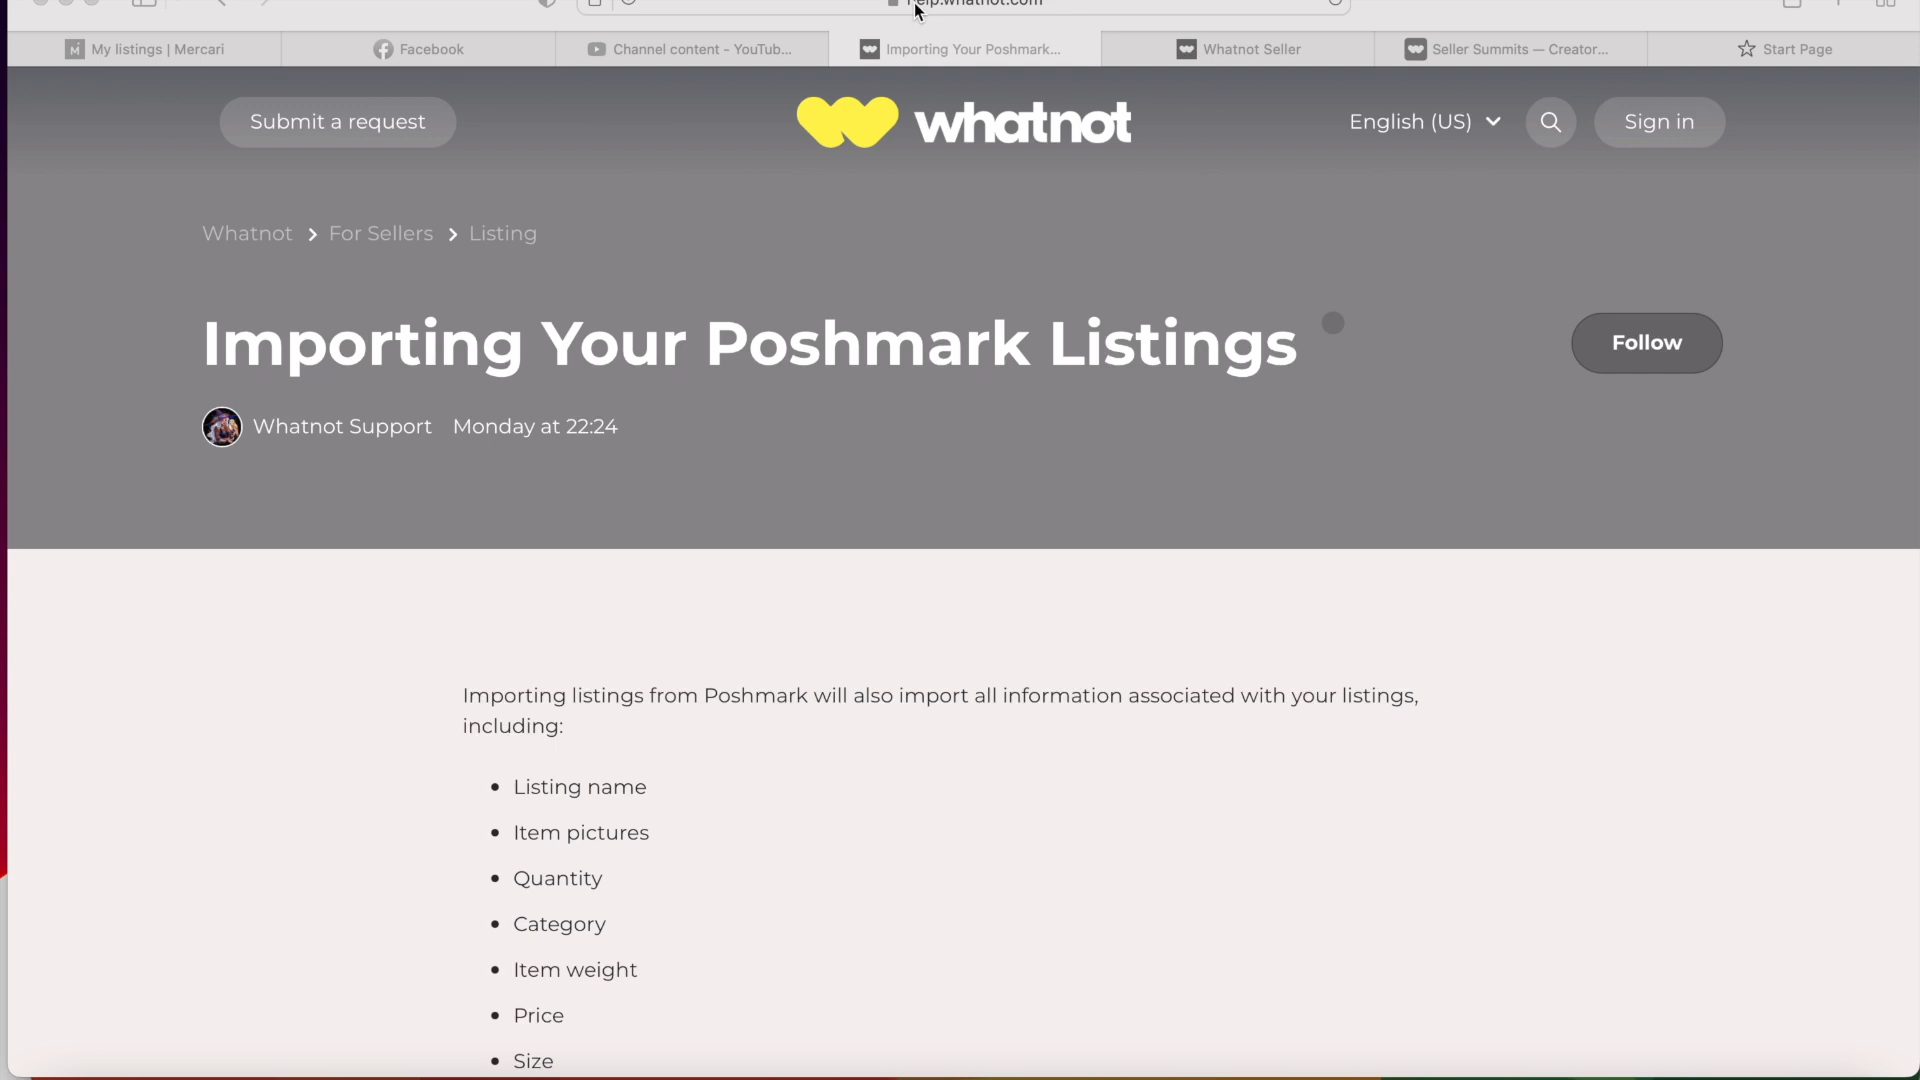 help.whatnot.com
My listings | Mercari
Facebook
Channel content - YouTub...
Importing Your Poshmark...
Whatnot Seller
Seller Summits — Creator...
Start Page
Submit a request
whatnot
English (US)
Sign in
Whatnot > For Sellers > Listing
Importing Your Poshmark Listings
Follow
Whatnot Support Monday at 22:24
Importing listings from Poshmark will also import all information associated with your listings,
including:
• Listing name
• Item pictures
• Quantity
• Category
• Item weight
• Price
• Size